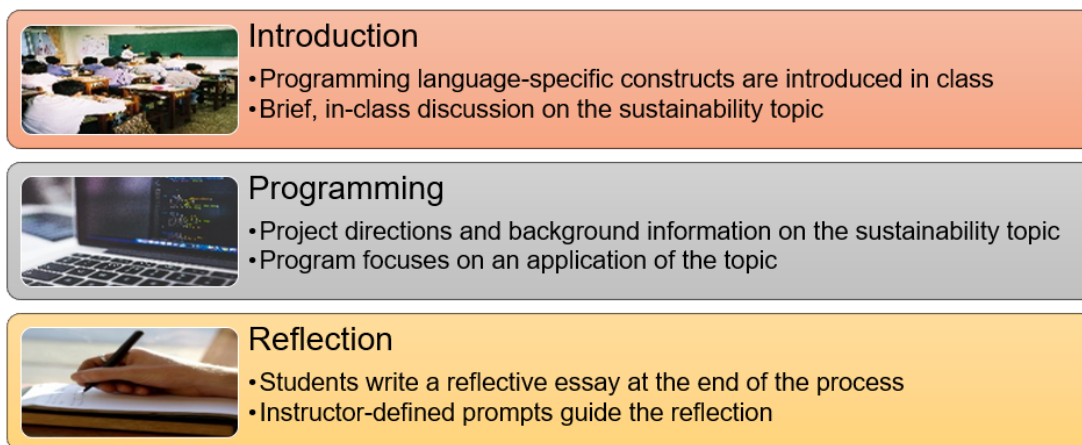 Introduction
•Programming language-specific constructs are introduced in class
•Brief, in-class discussion on the sustainability topic
Programming
•Project directions and background information on the sustainability topic
•Program focuses on an application of the topic
Reflection
•Students write a reflective essay at the end of the process
•Instructor-defined prompts guide the reflection